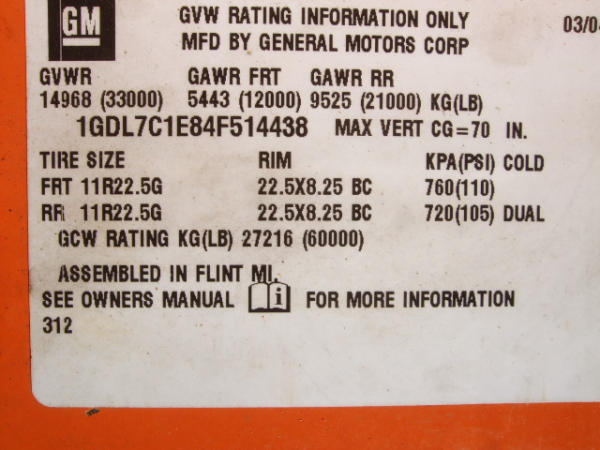 GM
GVW RATING INFORMATION ONLY
03/04
MFD BY GENERAL MOTORS CORP
GVWR GAWR FRT GAWR RR
14968 (33000) 5443 (12000) 9525 (21000) KG(LB)
1GDL7C1E84F514438 MAX VERT CG=70 IN.
TIRE SIZE RIM KPA(PSI) COLD
FRT 11R22.5G 22.5X8.25 BC 760(110)
RR 11R22.5G 22.5X8.25 BC 720(105) DUAL
GCW RATING KG(LB) 27216 (60000)
ASSEMBLED IN FLINT MI.
SEE OWNERS MANUAL i FOR MORE INFORMATION
312